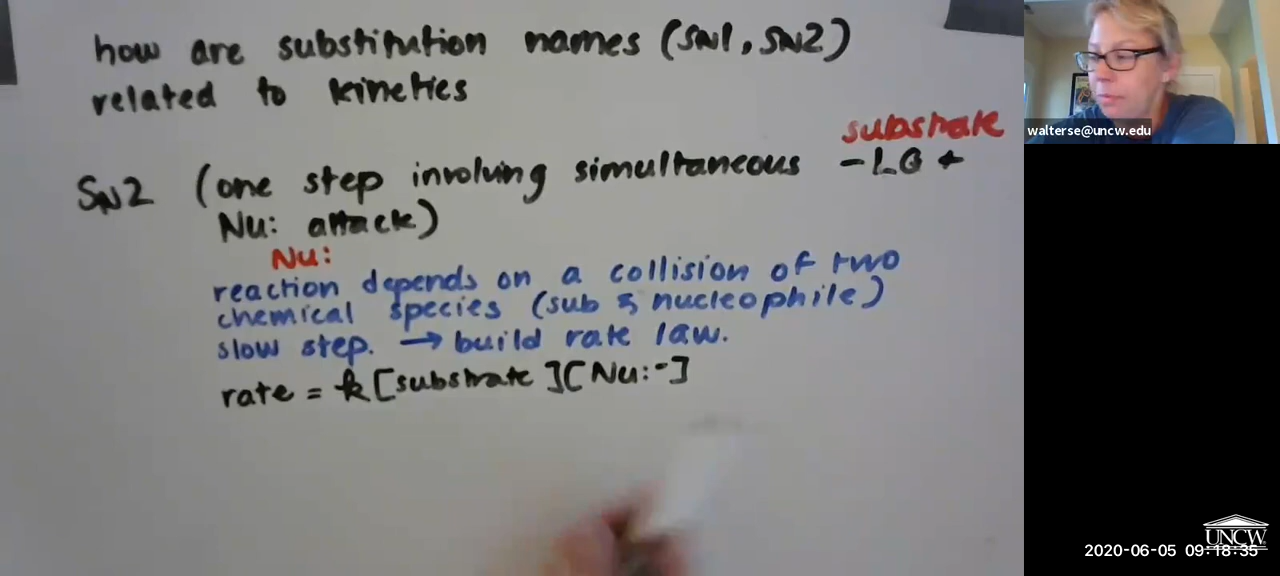 how are substitution names (SN1, SN2)
related to kinetics
substrate
SN2 (one step involving simultaneous -LG +
Nu: attack)
Nu:
reaction depends on a collision of two
chemical species (sub & nucleophile)
slow step. → build rate law.
rate = k[substrate][Nu:-]
walterse@uncw.edu
UNCW
2020-06-05 09:18:35